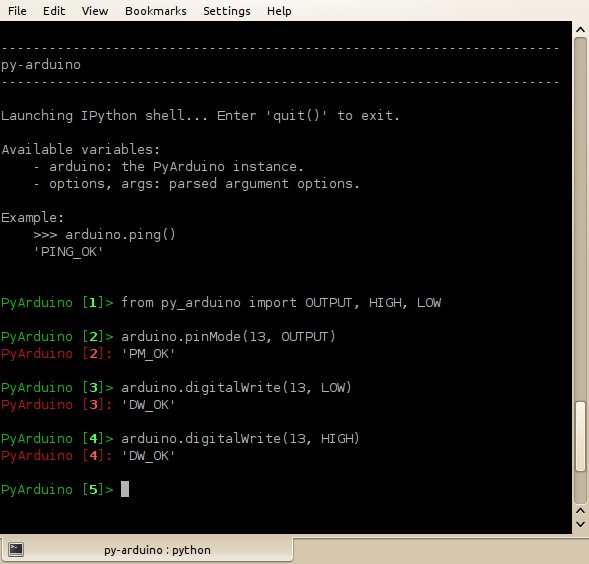 File Edit View Bookmarks Settings Help
----------------------------------------------------------------------
py-arduino
----------------------------------------------------------------------
Launching IPython shell... Enter 'quit()' to exit.
Available variables:
    - arduino: the PyArduino instance.
    - options, args: parsed argument options.
Example:
    >>> arduino.ping()
    'PING_OK'
PyArduino [1]> from py_arduino import OUTPUT, HIGH, LOW
PyArduino [2]> arduino.pinMode(13, OUTPUT)
PyArduino [2]: 'PM_OK'
PyArduino [3]> arduino.digitalWrite(13, LOW)
PyArduino [3]: 'DW_OK'
PyArduino [4]> arduino.digitalWrite(13, HIGH)
PyArduino [4]: 'DW_OK'
PyArduino [5]>
py-arduino : python